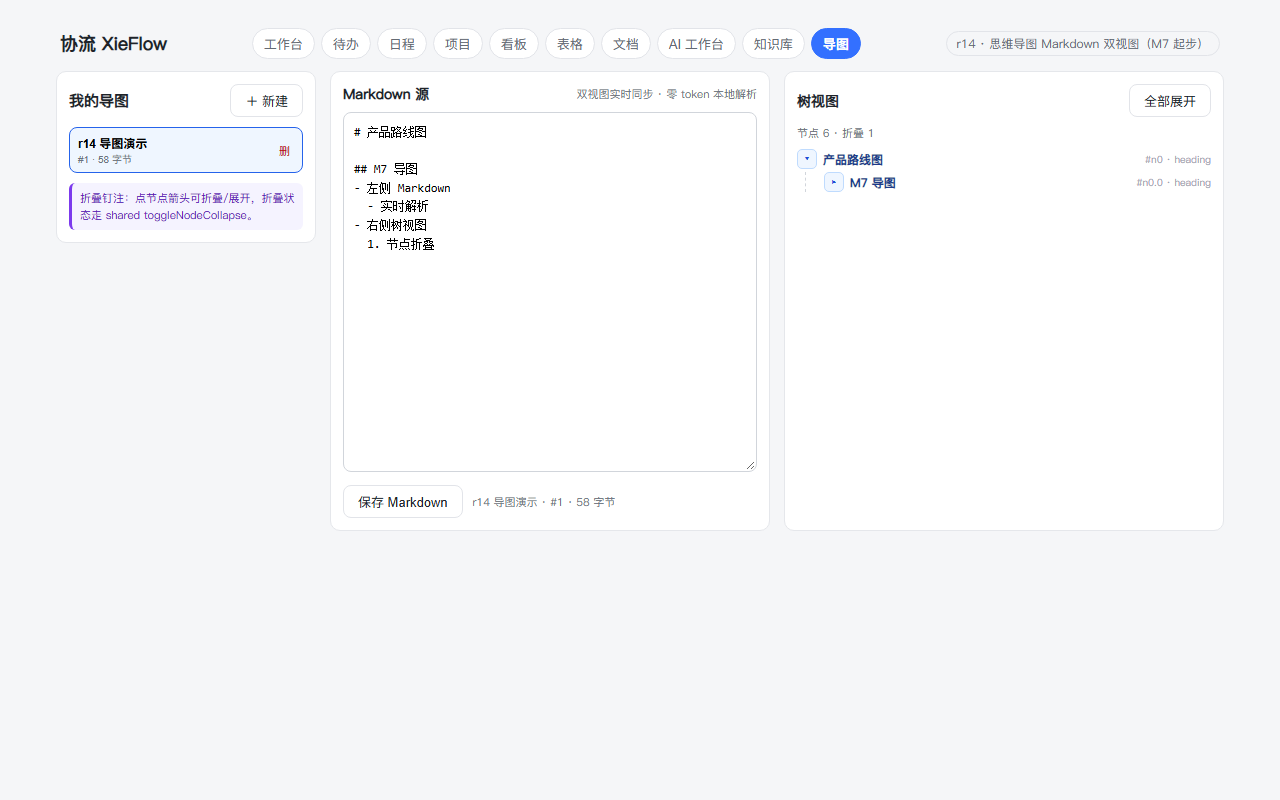 协流 XieFlow
工作台
待办
日程
项目
看板
表格
文档
AI 工作台
知识库
导图
r14 · 思维导图 Markdown 双视图（M7 起步）
我的导图
＋ 新建
r14 导图演示
#1 · 58 字节
删
折叠钉注：点节点箭头可折叠/展开，折叠状
态走 shared toggleNodeCollapse。
Markdown 源
双视图实时同步 · 零 token 本地解析
# 产品路线图
## M7 导图
- 左侧 Markdown
  - 实时解析
- 右侧树视图
  1. 节点折叠
保存 Markdown
r14 导图演示 · #1 · 58 字节
树视图
全部展开
节点 6 · 折叠 1
产品路线图
#n0 · heading
M7 导图
#n0.0 · heading